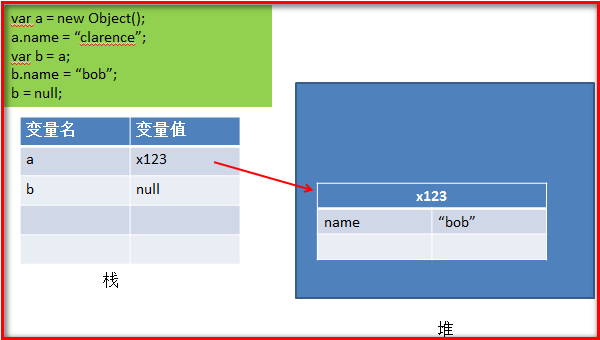 var a = new Object();
a.name = “clarence”;
var b = a;
b.name = “bob”;
b = null;
变量名 变量值
a x123
b null
栈
x123
name “bob”
堆